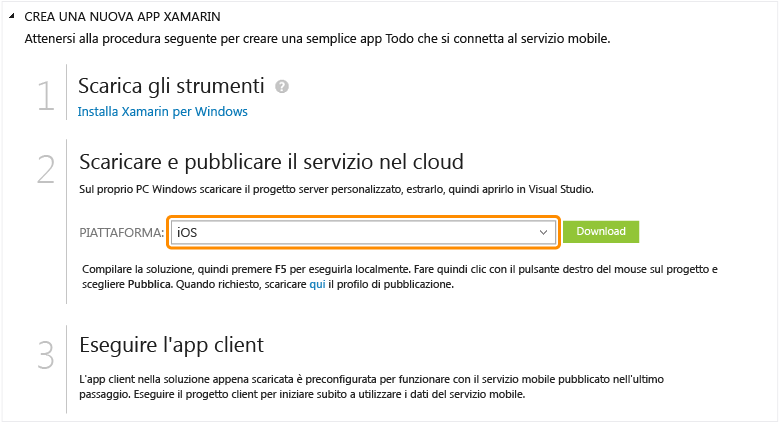 CREA UNA NUOVA APP XAMARIN
Attenersi alla procedura seguente per creare una semplice app Todo che si connetta al servizio mobile.
1 Scarica gli strumenti ?
Installa Xamarin per Windows
2 Scaricare e pubblicare il servizio nel cloud
Sul proprio PC Windows scaricare il progetto server personalizzato, estrarlo, quindi aprirlo in Visual Studio.
PIATTAFORMA: iOS Download
Compilare la soluzione, quindi premere F5 per eseguirla localmente. Fare quindi clic con il pulsante destro del mouse sul progetto e
scegliere Pubblica. Quando richiesto, scaricare qui il profilo di pubblicazione.
3 Eseguire l'app client
L'app client nella soluzione appena scaricata è preconfigurata per funzionare con il servizio mobile pubblicato nell'ultimo
passaggio. Eseguire il progetto client per iniziare subito a utilizzare i dati del servizio mobile.